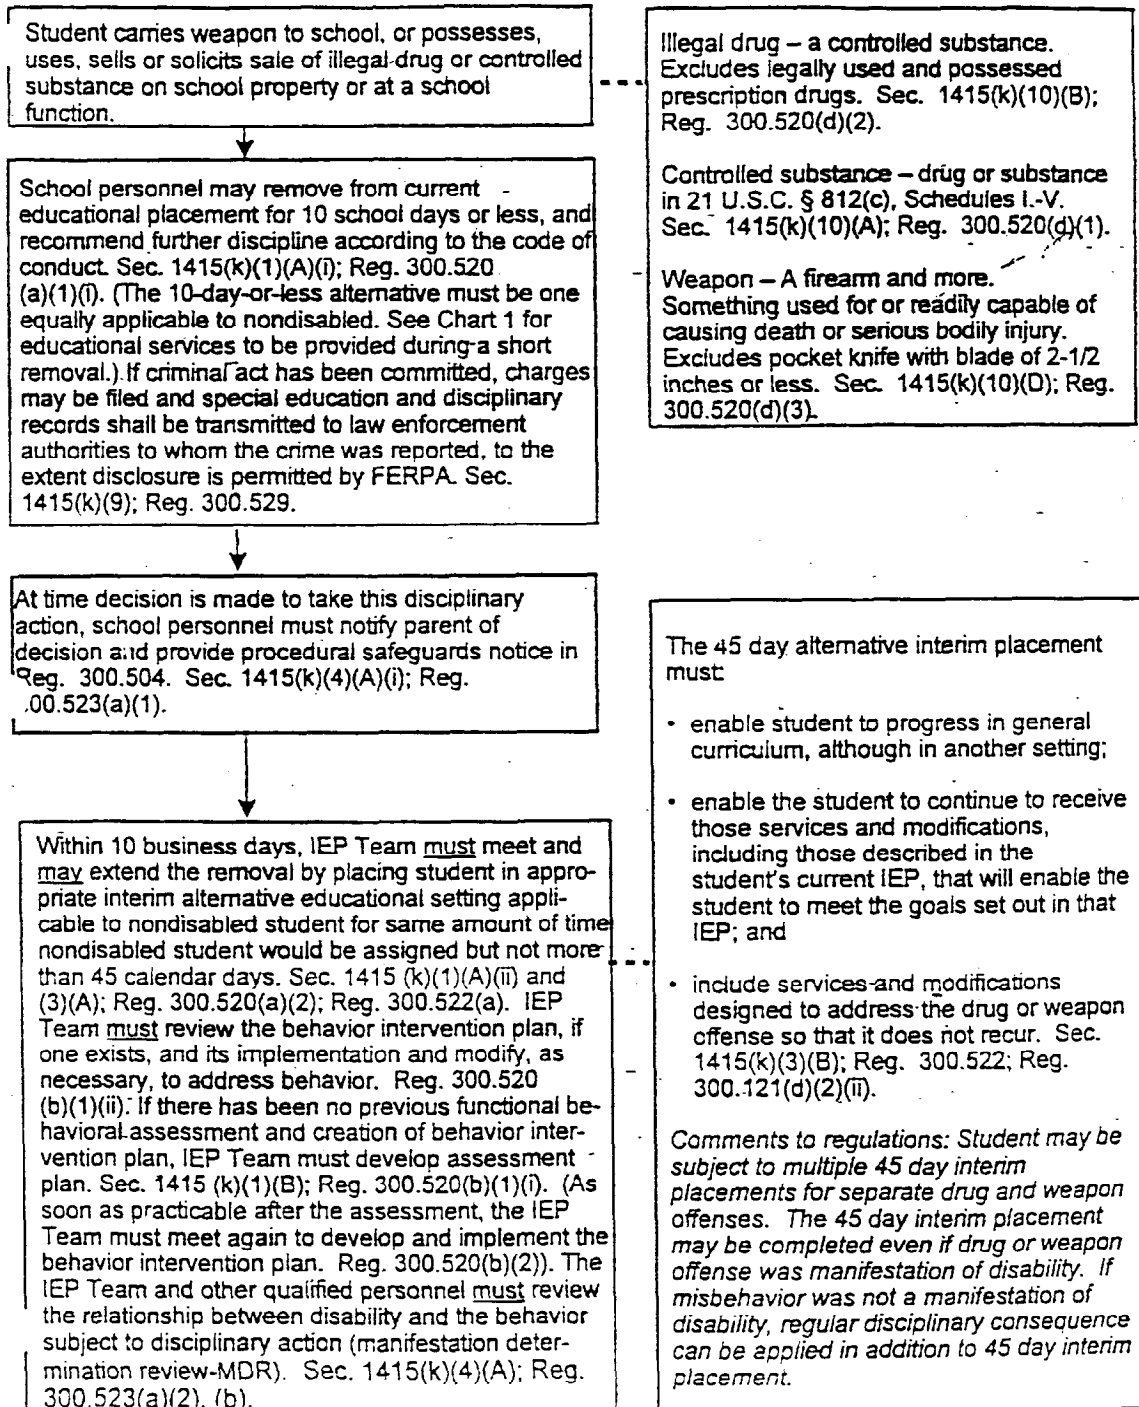 Student carries weapon to school, or possesses,
uses, sells or solicits sale of illegal drug or controlled
substance on school property or at a school
function.
Illegal drug – a controlled substance.
Excludes legally used and possessed
prescription drugs. Sec. 1415(k)(10)(B);
Reg. 300.520(d)(2).
Controlled substance – drug or substance
in 21 U.S.C. § 812(c), Schedules I.-V.
Sec. 1415(k)(10)(A); Reg. 300.520(d)(1).
Weapon – A firearm and more.
Something used for or readily capable of
causing death or serious bodily injury.
Excludes pocket knife with blade of 2-1/2
inches or less. Sec. 1415(k)(10)(D); Reg.
300.520(d)(3).
School personnel may remove from current
educational placement for 10 school days or less, and
recommend further discipline according to the code of
conduct. Sec. 1415(k)(1)(A)(i); Reg. 300.520
(a)(1)(i). (The 10-day-or-less alternative must be one
equally applicable to nondisabled. See Chart 1 for
educational services to be provided during a short
removal.) If criminal act has been committed, charges
may be filed and special education and disciplinary
records shall be transmitted to law enforcement
authorities to whom the crime was reported, to the
extent disclosure is permitted by FERPA. Sec.
1415(k)(9); Reg. 300.529.
At time decision is made to take this disciplinary
action, school personnel must notify parent of
decision and provide procedural safeguards notice in
Reg. 300.504. Sec. 1415(k)(4)(A)(i); Reg.
.00.523(a)(1).
Within 10 business days, IEP Team must meet and
may extend the removal by placing student in appro-
priate interim alternative educational setting appli-
cable to nondisabled student for same amount of time
nondisabled student would be assigned but not more
than 45 calendar days. Sec. 1415 (k)(1)(A)(ii) and
(3)(A); Reg. 300.520(a)(2); Reg. 300.522(a). IEP
Team must review the behavior intervention plan, if
one exists, and its implementation and modify, as
necessary, to address behavior. Reg. 300.520
(b)(1)(ii). If there has been no previous functional be-
havioral assessment and creation of behavior inter-
vention plan, IEP Team must develop assessment
plan. Sec. 1415 (k)(1)(B); Reg. 300.520(b)(1)(i). (As
soon as practicable after the assessment, the IEP
Team must meet again to develop and implement the
behavior intervention plan. Reg. 300.520(b)(2)). The
IEP Team and other qualified personnel must review
the relationship between disability and the behavior
subject to disciplinary action (manifestation deter-
mination review-MDR). Sec. 1415(k)(4)(A); Reg.
300.523(a)(2), (b).
The 45 day alternative interim placement
must:
• enable student to progress in general
curriculum, although in another setting;
• enable the student to continue to receive
those services and modifications,
including those described in the
student's current IEP, that will enable the
student to meet the goals set out in that
IEP; and
• include services and modifications
designed to address the drug or weapon
offense so that it does not recur. Sec.
1415(k)(3)(B); Reg. 300.522; Reg.
300.121(d)(2)(ii).
Comments to regulations: Student may be
subject to multiple 45 day interim
placements for separate drug and weapon
offenses. The 45 day interim placement
may be completed even if drug or weapon
offense was manifestation of disability. If
misbehavior was not a manifestation of
disability, regular disciplinary consequence
can be applied in addition to 45 day interim
placement.